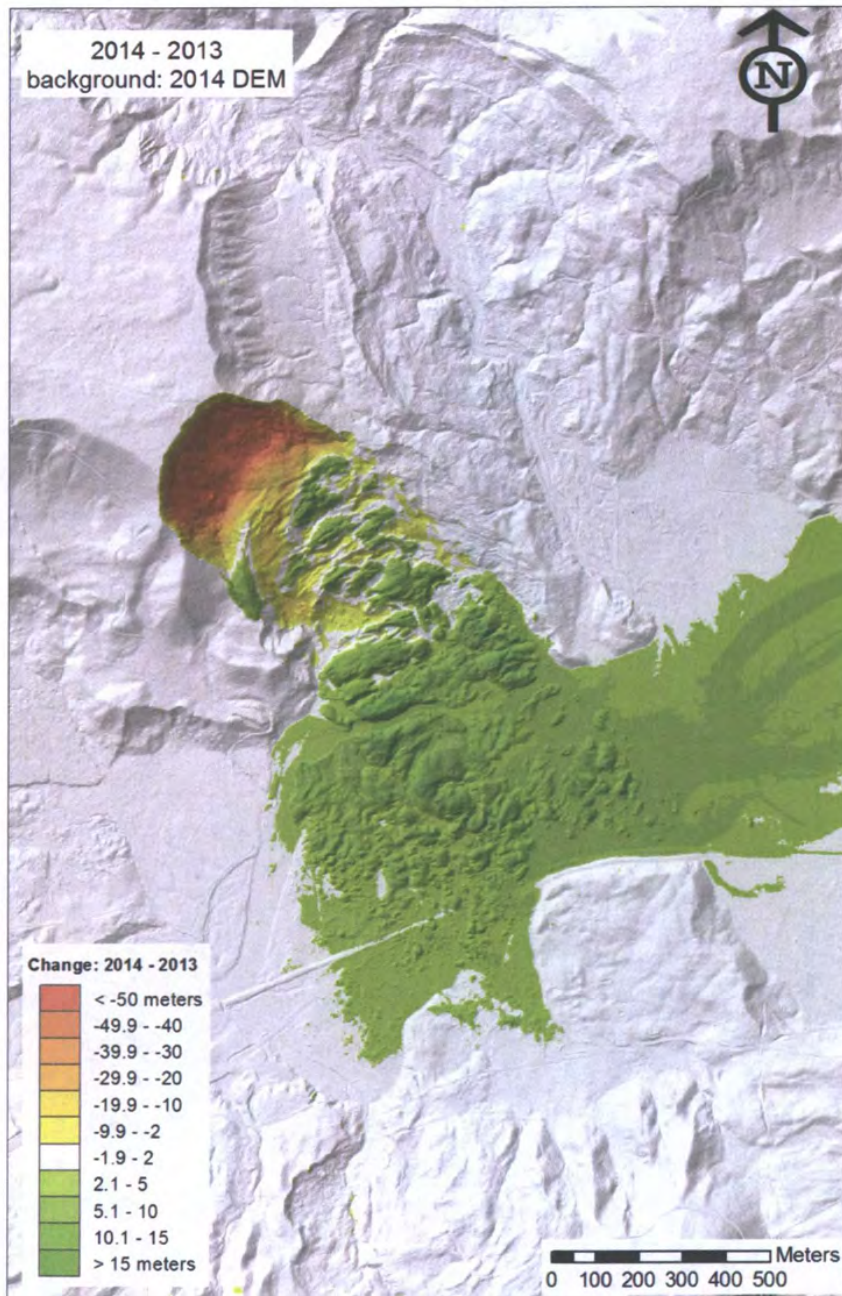 2014 - 2013
background: 2014 DEM
N
Change: 2014 - 2013
< -50 meters
-49.9 - -40
-39.9 - -30
-29.9 - -20
-19.9 - -10
-9.9 - -2
-1.9 - 2
2.1 - 5
5.1 - 10
10.1 - 15
> 15 meters
Meters
0 100 200 300 400 500